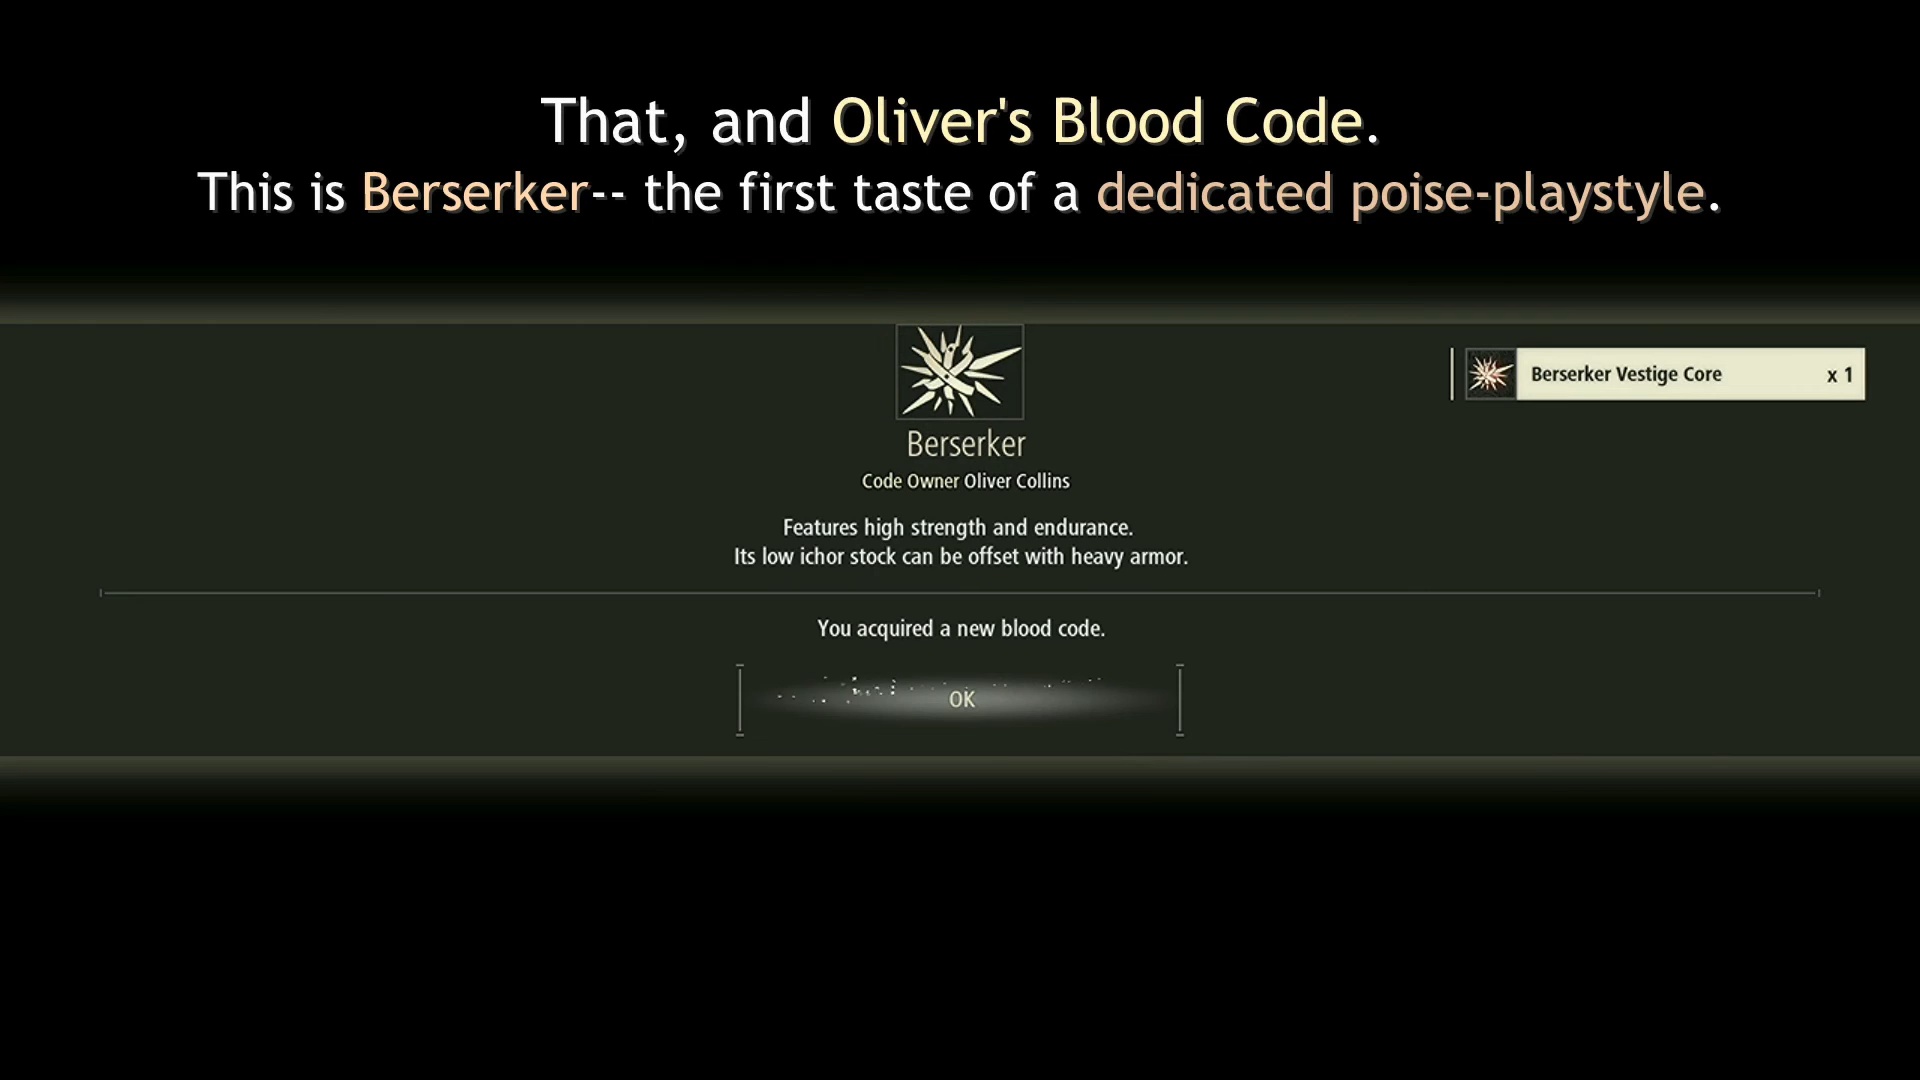 That, and Oliver's Blood Code.
This is Berserker-- the first taste of a dedicated poise-playstyle.
Berserker Vestige Core x 1
Berserker
Code Owner Oliver Collins
Features high strength and endurance.
Its low ichor stock can be offset with heavy armor.
You acquired a new blood code.
OK